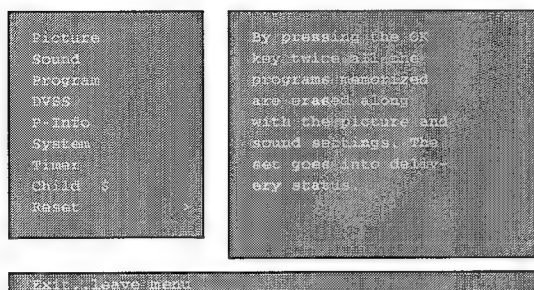 Picture
Sound
Program
DVSS
P-Info
System
Timer
Child $
Reset >
By pressing the OK
key twice all the
programs memorized
are erased along
with the picture and
sound settings. The
set goes into deliv-
ery status.
Exit..leave menu